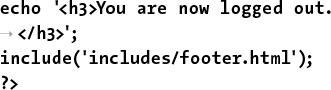 echo '<h3>You are now logged out.
→ </h3>';
include('includes/footer.html');
?>